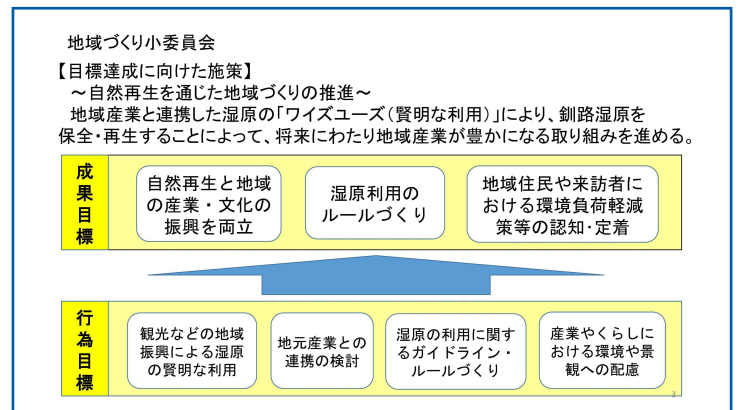 地域づくり小委員会
【目標達成に向けた施策】
～自然再生を通じた地域づくりの推進～
地域産業と連携した湿原の「ワイズユーズ（賢明な利用）」により、釧路湿原を
保全・再生することによって、将来にわたり地域産業が豊かになる取り組みを進める。
成果目標
自然再生と地域
の産業・文化の
振興を両立
湿原利用の
ルールづくり
地域住民や来訪者に
おける環境負荷軽減
策等の認知・定着
行為目標
観光などの地域
振興による湿原
の賢明な利用
地元産業との
連携の検討
湿原の利用に関す
るガイドライン・
ルールづくり
産業やくらしに
おける環境や景
観への配慮
3